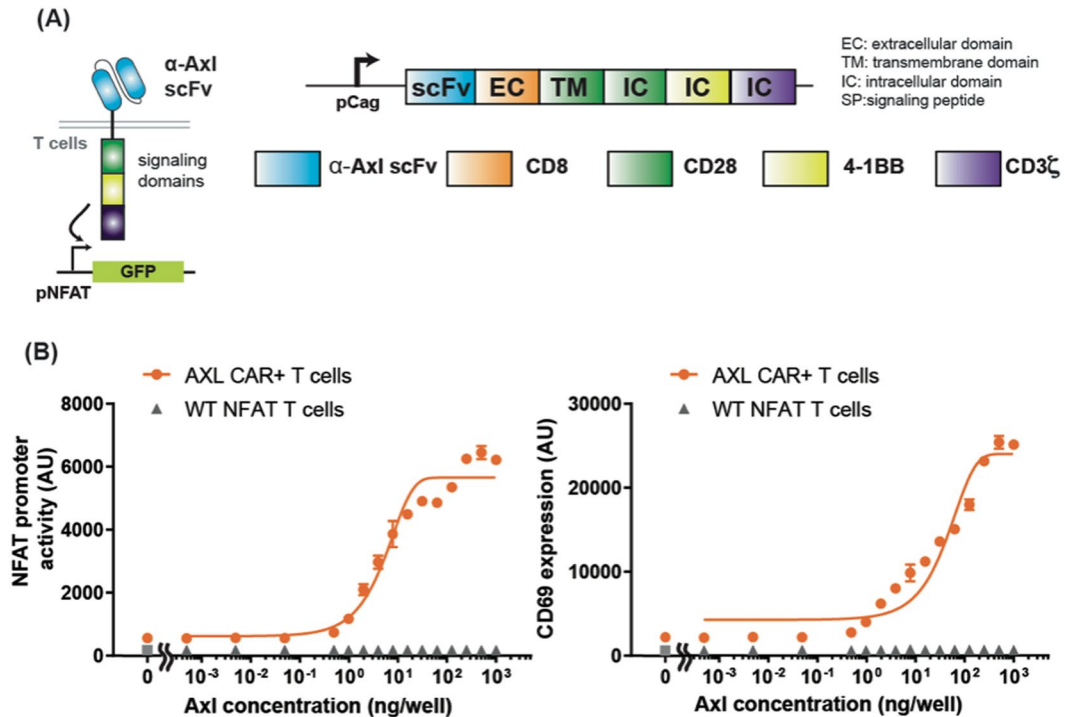 (A)
α-Axl
scFv
T cells
signaling
domains
pNFAT
GFP
pCag
scFv EC TM IC IC IC
EC: extracellular domain
TM: transmembrane domain
IC: intracellular domain
SP:signaling peptide
α-Axl scFv CD8 CD28 4-1BB CD3ζ
(B)
AXL CAR+ T cells
WT NFAT T cells
NFAT promoter
activity (AU)
8000
6000
4000
2000
0
0 10⁻³ 10⁻² 10⁻¹ 10⁰ 10¹ 10² 10³
Axl concentration (ng/well)
AXL CAR+ T cells
WT NFAT T cells
CD69 expression (AU)
30000
20000
10000
0
0 10⁻³ 10⁻² 10⁻¹ 10⁰ 10¹ 10² 10³
Axl concentration (ng/well)